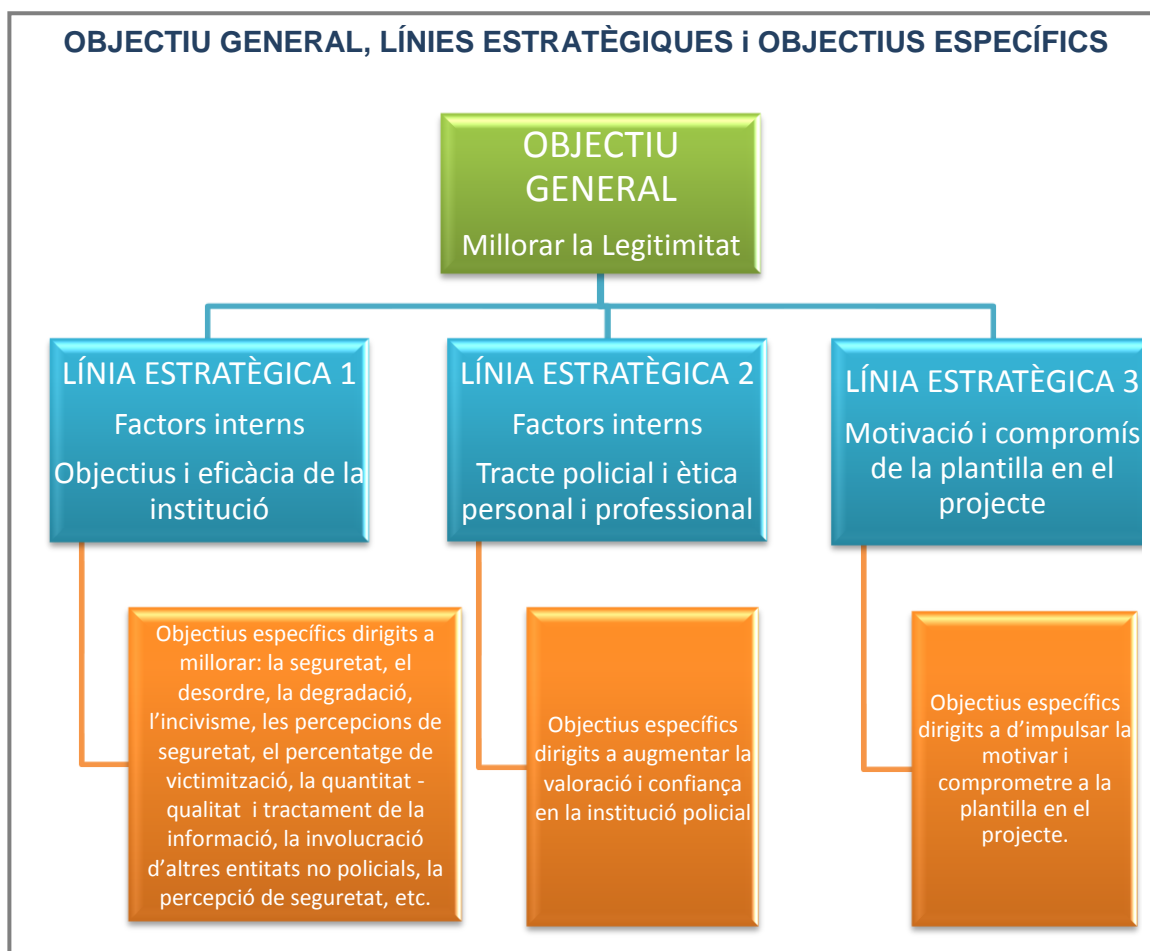 OBJECTIU GENERAL, LÍNIES ESTRATÈGIQUES i OBJECTIUS ESPECÍFICS
OBJECTIU
GENERAL
Millorar la Legitimitat
LÍNIA ESTRATÈGICA 1
Factors interns
Objectius i eficàcia de la
institució
LÍNIA ESTRATÈGICA 2
Factors interns
Tracte policial i ètica
personal i professional
LÍNIA ESTRATÈGICA 3
Motivació i compromís
de la plantilla en el
projecte
Objectius específics dirigits a
millorar: la seguretat, el
desordre, la degradació,
l’incivisme, les percepcions de
seguretat, el percentatge de
victimització, la quantitat -
qualitat i tractament de la
informació, la involucració
d’altres entitats no policials, la
percepció de seguretat, etc.
Objectius específics
dirigits a augmentar la
valoració i confiança
en la institució policial
Objectius específics
dirigits a d’impulsar la
motivar i
comprometre a la
plantilla en el
projecte.